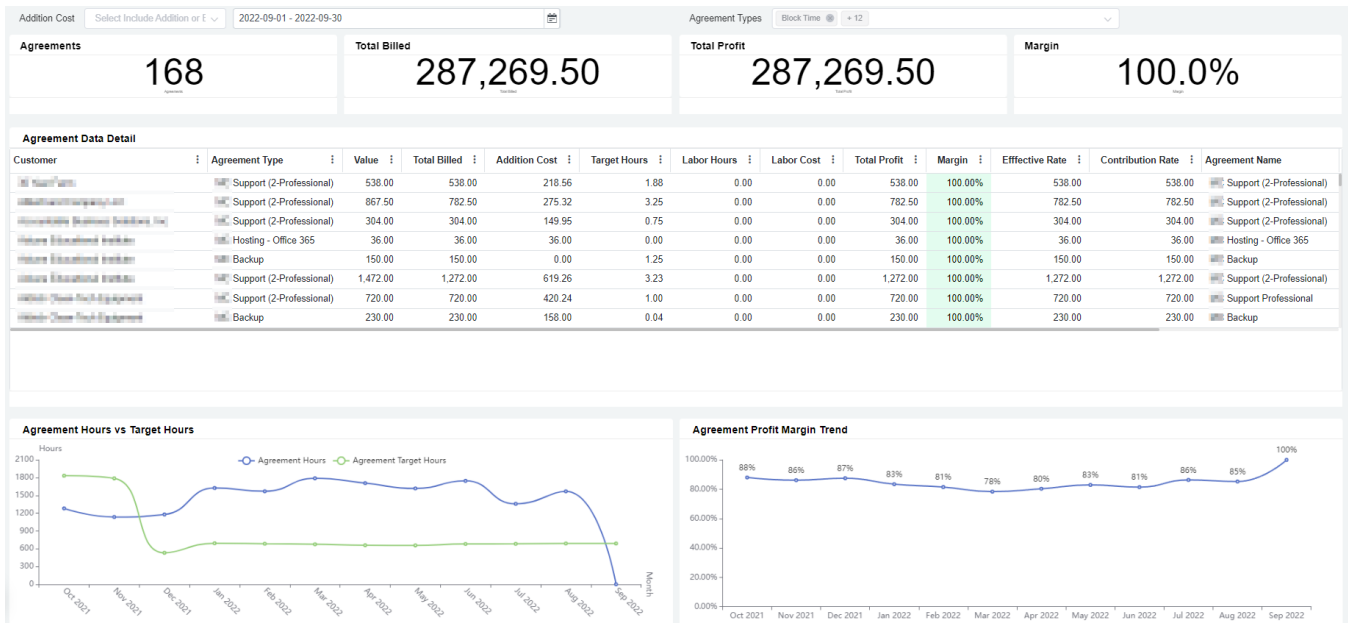 Addition Cost Select Include Addition or E 2022-09-01 - 2022-09-30 Agreement Types Block Time + 12
Agreements Total Billed Total Profit Margin
168 287,269.50 287,269.50 100.0%
Agreements Total Billed Total Profit Margin
Agreement Data Detail
Customer Agreement Type Value Total Billed Addition Cost Target Hours Labor Hours Labor Cost Total Profit Margin Efffective Rate Contribution Rate Agreement Name
Support (2-Professional) 538.00 538.00 218.56 1.88 0.00 0.00 538.00 100.00% 538.00 538.00 Support (2-Professional)
Support (2-Professional) 867.50 782.50 275.32 3.25 0.00 0.00 782.50 100.00% 782.50 782.50 Support (2-Professional)
Support (2-Professional) 304.00 304.00 149.95 0.75 0.00 0.00 304.00 100.00% 304.00 304.00 Support (2-Professional)
Hosting - Office 365 36.00 36.00 36.00 0.00 0.00 0.00 36.00 100.00% 36.00 36.00 Hosting - Office 365
Backup 150.00 150.00 0.00 1.25 0.00 0.00 150.00 100.00% 150.00 150.00 Backup
Support (2-Professional) 1,472.00 1,272.00 619.26 3.23 0.00 0.00 1,272.00 100.00% 1,272.00 1,272.00 Support (2-Professional)
Support (2-Professional) 720.00 720.00 420.24 1.00 0.00 0.00 720.00 100.00% 720.00 720.00 Support Professional
Backup 230.00 230.00 158.00 0.04 0.00 0.00 230.00 100.00% 230.00 230.00 Backup
Agreement Hours vs Target Hours
Hours
Agreement Hours Agreement Target Hours
2100
1800
1500
1200
900
600
300
0
Oct 2021 Nov 2021 Dec 2021 Jan 2022 Feb 2022 Mar 2022 Apr 2022 May 2022 Jun 2022 Jul 2022 Aug 2022 Sep 2022
Month
Agreement Profit Margin Trend
100.00%
80.00%
60.00%
40.00%
20.00%
0.00%
88% 86% 87% 83% 81% 78% 80% 83% 81% 86% 85% 100%
Oct 2021 Nov 2021 Dec 2021 Jan 2022 Feb 2022 Mar 2022 Apr 2022 May 2022 Jun 2022 Jul 2022 Aug 2022 Sep 2022